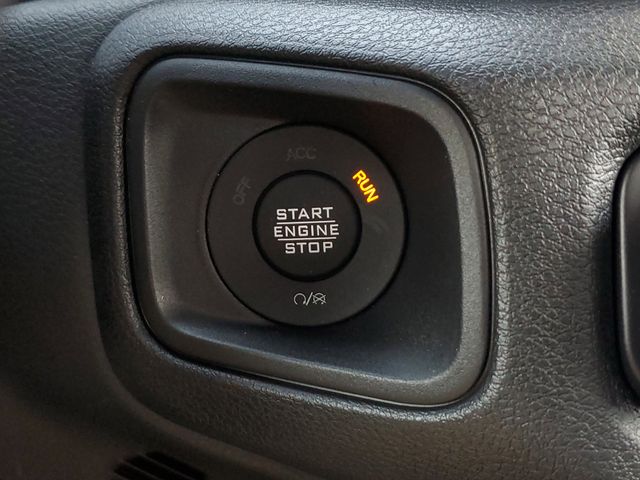 ACC
OFF
RUN
START
ENGINE
STOP